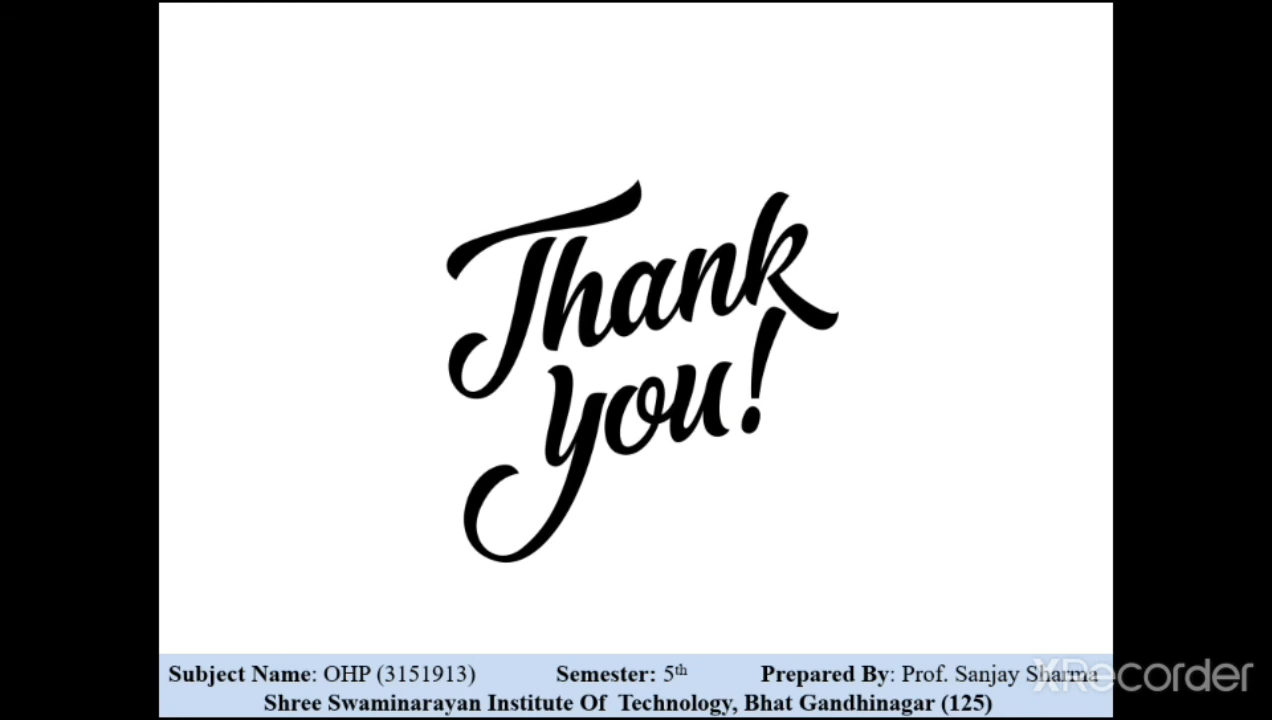 Thank
you!
Subject Name: OHP (3151913) Semester: 5th Prepared By: Prof. Sanjay Sharma
XRecorder
Shree Swaminarayan Institute Of Technology, Bhat Gandhinagar (125)